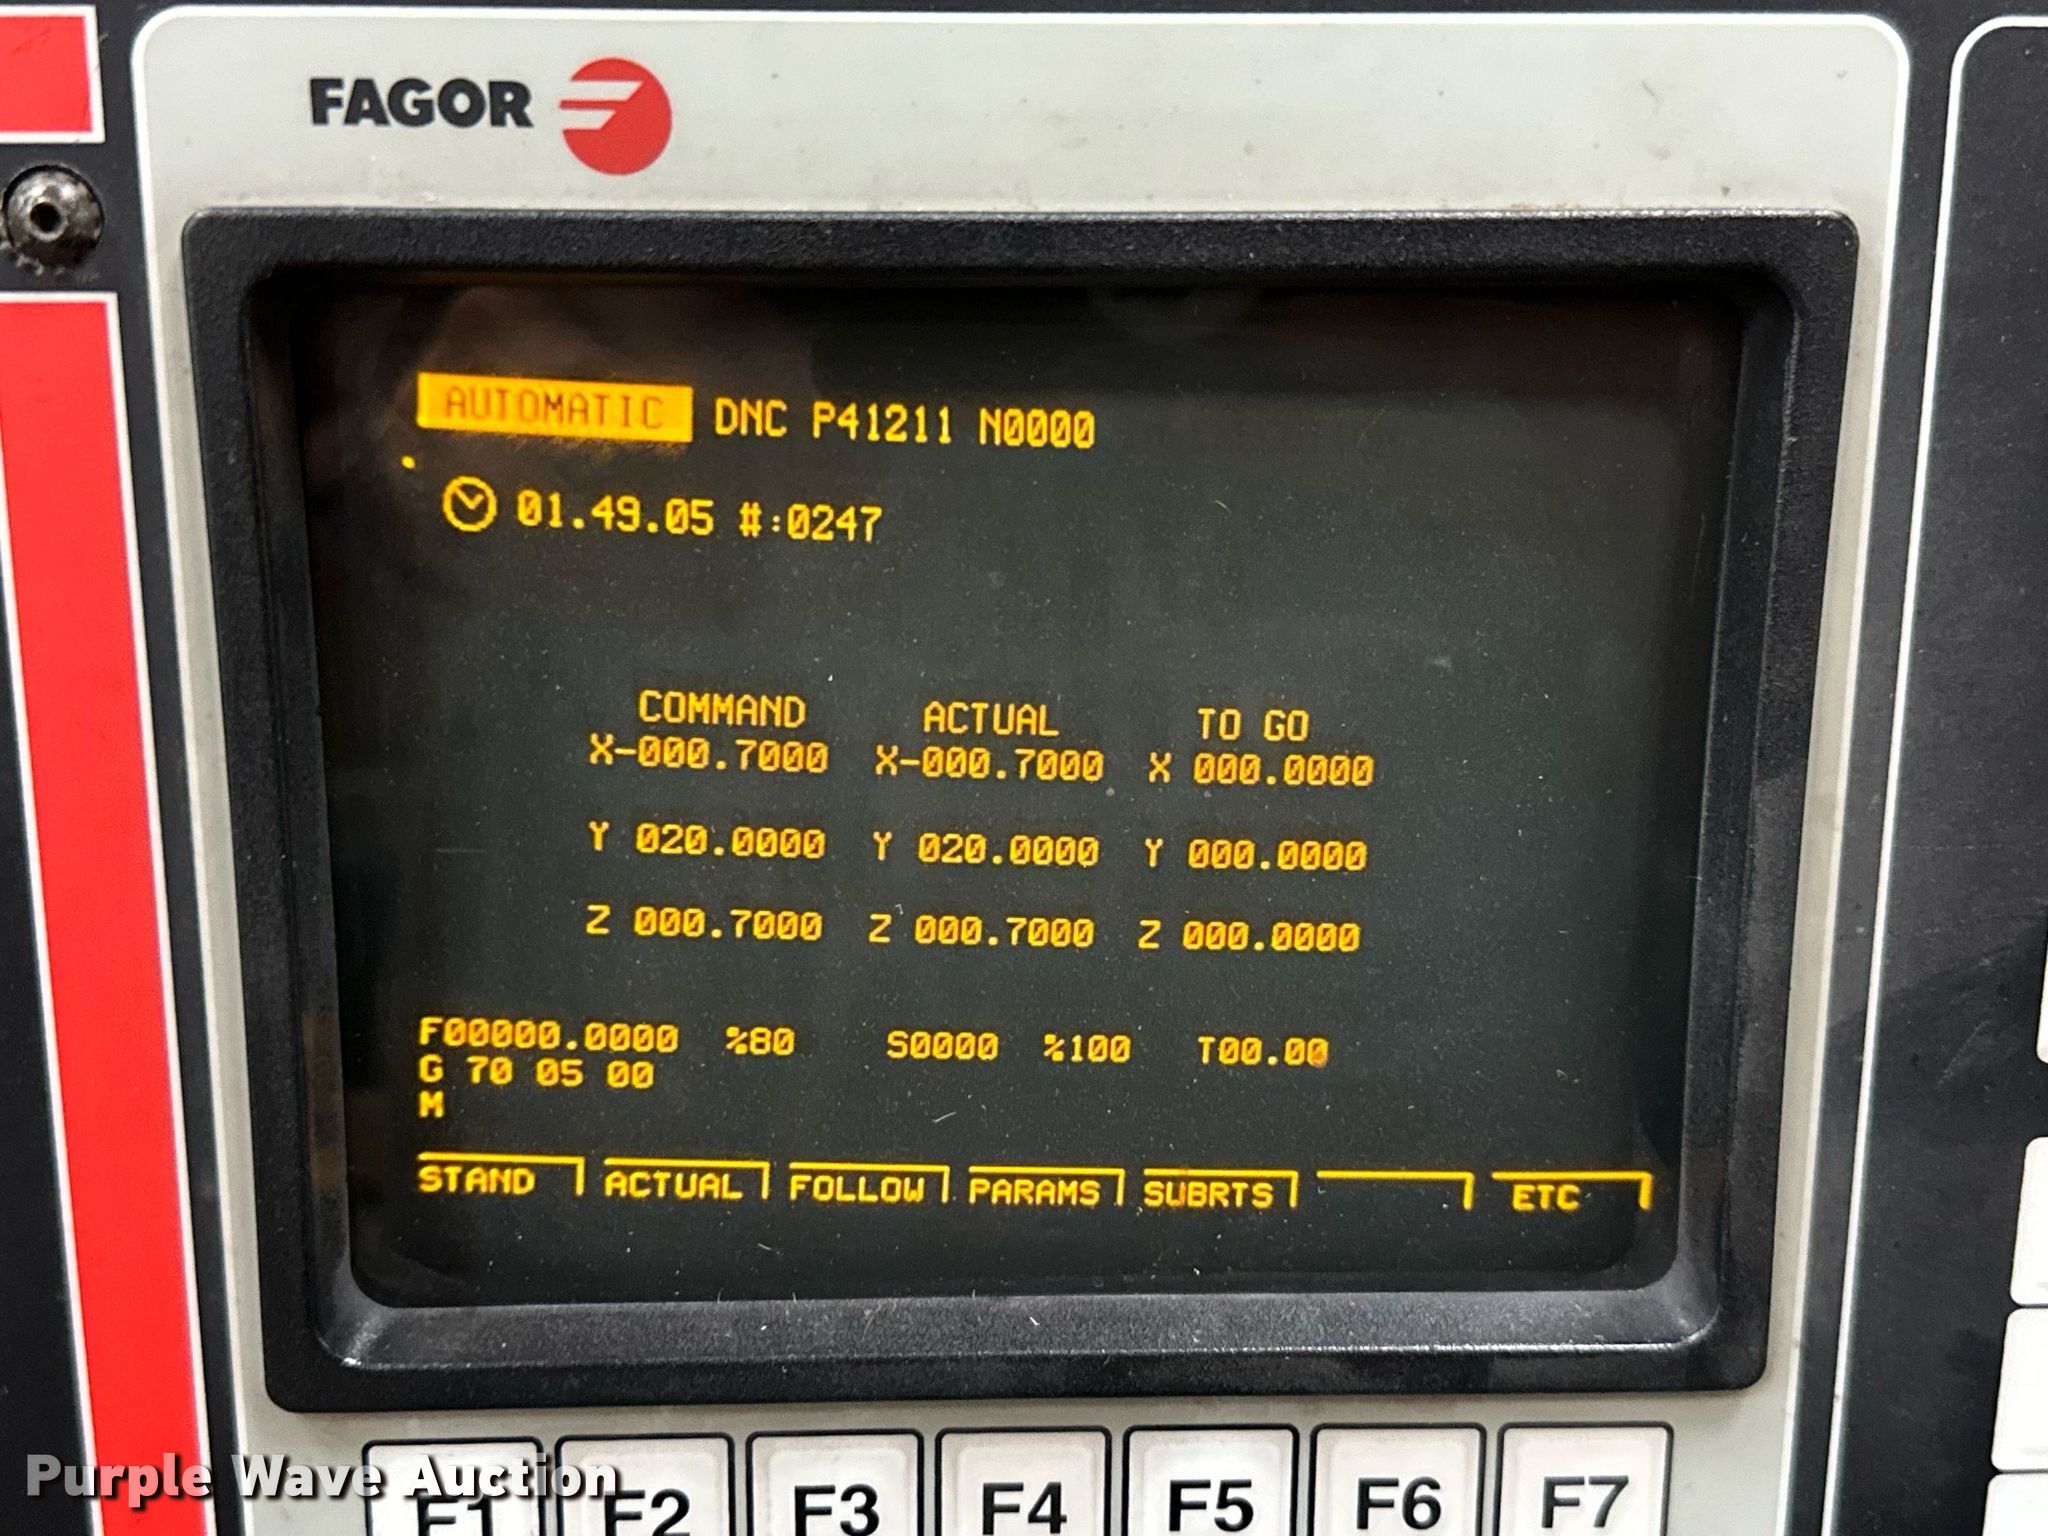 FAGOR
AUTOMATIC DNC P41211 N0000
01.49.05 #:0247
COMMAND ACTUAL TO GO
X-000.7000 X-000.7000 X 000.0000
Y 020.0000 Y 020.0000 Y 000.0000
Z 000.7000 Z 000.7000 Z 000.0000
F00000.0000 %80 S0000 %100 T00.00
G 70 05 00
M
STAND ACTUAL FOLLOW PARAMS SUBRTS ETC
F1 F2 F3 F4 F5 F6 F7
Purple Wave Auction